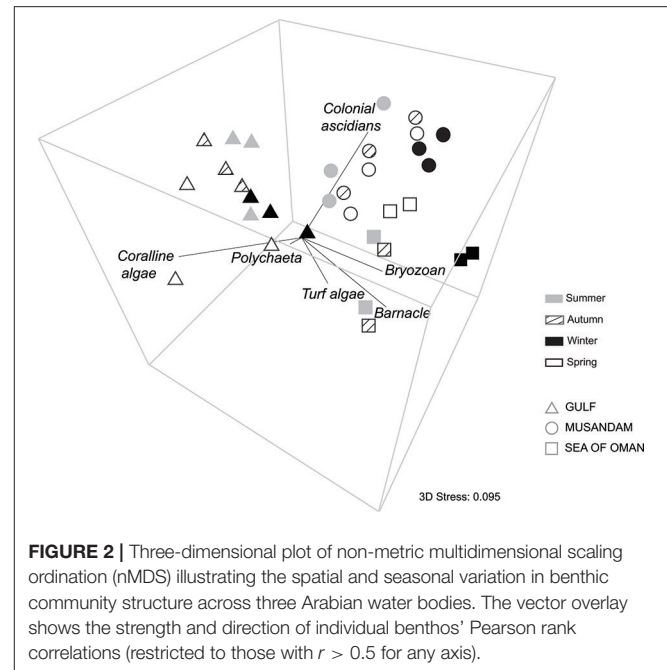 Colonial
ascidians
Coralline
algae
Polychaeta
Bryozoan
Turf algae
Barnacle
Summer
Autumn
Winter
Spring
GULF
MUSANDAM
SEA OF OMAN
3D Stress: 0.095
FIGURE 2 | Three-dimensional plot of non-metric multidimensional scaling
ordination (nMDS) illustrating the spatial and seasonal variation in benthic
community structure across three Arabian water bodies. The vector overlay
shows the strength and direction of individual benthos' Pearson rank
correlations (restricted to those with r > 0.5 for any axis).